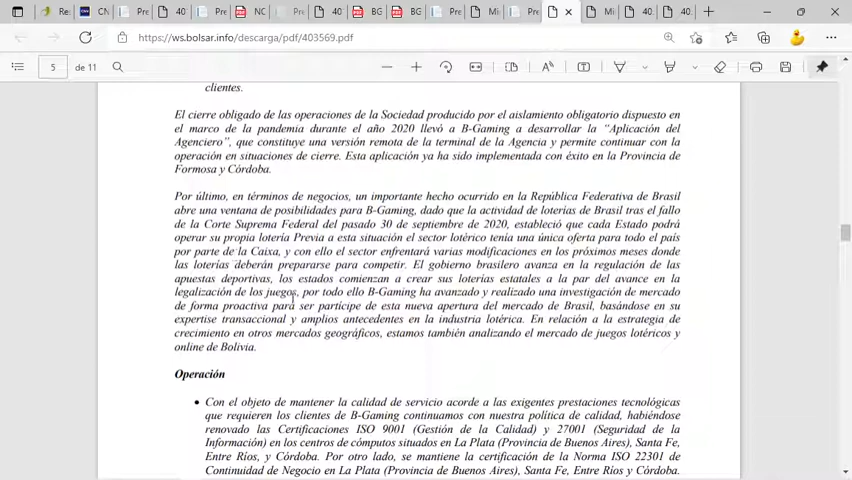 Re:
CN
Pre
40
Pre
NC
Pre
40
BG
BG
Pre
Mi
Pre
Mi
40.
40.
https://ws.bolsar.info/descarga/pdf/403569.pdf
5 de 11
clientes.
El cierre obligado de las operaciones de la Sociedad producido por el aislamiento obligatorio dispuesto en
el marco de la pandemia durante el año 2020 llevó a B-Gaming a desarrollar la “Aplicación del
Agenciero”, que constituye una versión remota de la terminal de la Agencia y permite continuar con la
operación en situaciones de cierre. Esta aplicación ya ha sido implementada con éxito en la Provincia de
Formosa y Córdoba.
Por último, en términos de negocios, un importante hecho ocurrido en la República Federativa de Brasil
abre una ventana de posibilidades para B-Gaming, dado que la actividad de loterías de Brasil tras el fallo
de la Corte Suprema Federal del pasado 30 de septiembre de 2020, estableció que cada Estado podrá
operar su propia lotería Previa a esta situación el sector lotérico tenía una única oferta para todo el país
por parte de la Caixa, y con ello el sector enfrentará varias modificaciones en los próximos meses donde
las loterías deberán prepararse para competir. El gobierno brasilero avanza en la regulación de las
apuestas deportivas, los estados comienzan a crear sus loterías estatales a la par del avance en la
legalización de los juegos, por todo ello B-Gaming ha avanzado y realizado una investigación de mercado
de forma proactiva para ser partícipe de esta nueva apertura del mercado de Brasil, basándose en su
expertise transaccional y amplios antecedentes en la industria lotérica. En relación a la estrategia de
crecimiento en otros mercados geográficos, estamos también analizando el mercado de juegos lotéricos y
online de Bolivia.
Operación
• Con el objeto de mantener la calidad de servicio acorde a las exigentes prestaciones tecnológicas
que requieren los clientes de B-Gaming continuamos con nuestra política de calidad, habiéndose
renovado las Certificaciones ISO 9001 (Gestión de la Calidad) y 27001 (Seguridad de la
Información) en los centros de cómputos situados en La Plata (Provincia de Buenos Aires), Santa Fe,
Entre Ríos, y Córdoba. Por otro lado, se mantiene la certificación de la Norma ISO 22301 de
Continuidad de Negocio en La Plata (Provincia de Buenos Aires), Santa Fe, Entre Ríos y Córdoba.